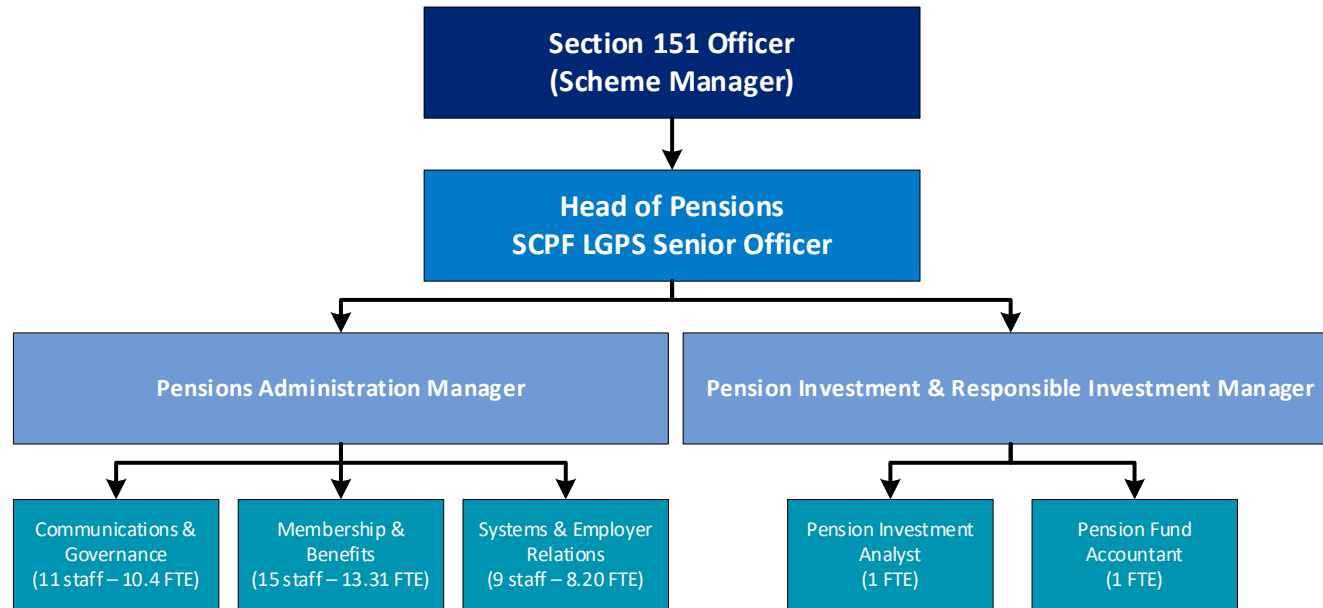 Section 151 Officer
(Scheme Manager)
Head of Pensions
SCPF LGPS Senior Officer
Pensions Administration Manager
Pension Investment & Responsible Investment Manager
Communications &
Governance
(11 staff – 10.4 FTE)
Membership &
Benefits
(15 staff – 13.31 FTE)
Systems & Employer
Relations
(9 staff – 8.20 FTE)
Pension Investment
Analyst
(1 FTE)
Pension Fund
Accountant
(1 FTE)